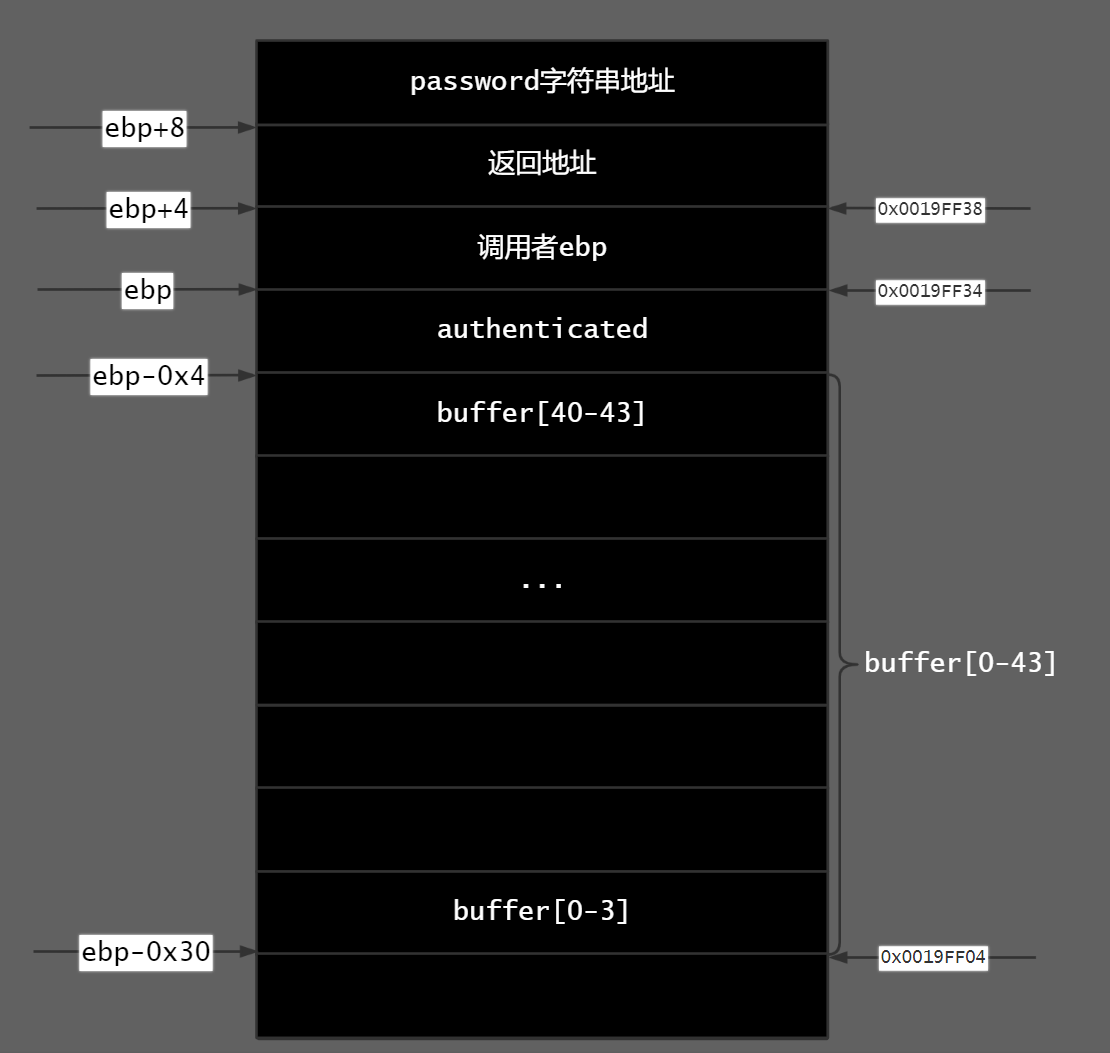 password字符串地址
ebp+8
返回地址
ebp+4
0x0019FF38
调用者ebp
ebp
0x0019FF34
authenticated
ebp-0x4
buffer[40-43]
...
buffer[0-43]
buffer[0-3]
ebp-0x30
0x0019FF04